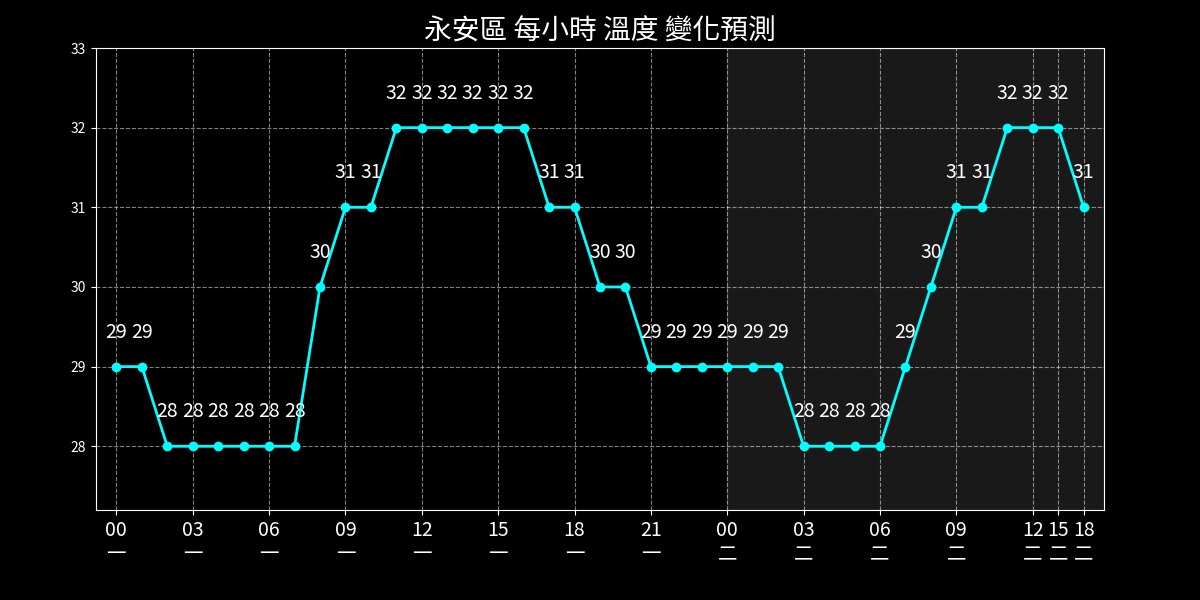 永安區 每小時 溫度 變化預測
33
32 32 32 32 32 32 32 32 32
32
31 31 31 31 31 31 31
31
30 30 30 30
30
29 29 29 29 29 29 29 29 29
29
28 28 28 28 28 28 28 28 28 28
28
00 03 06 09 12 15 18 21 00 03 06 09 12 15 18
一 一 一 一 一 一 一 一 二 二 二 二 二 二 二